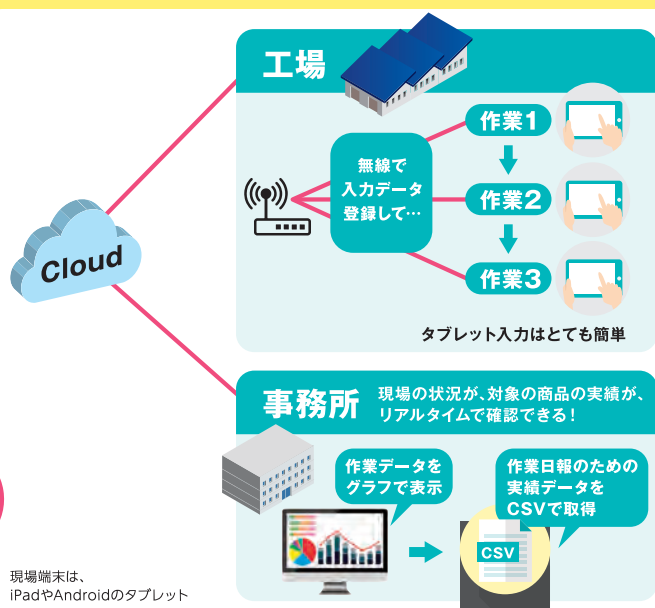 工場
無線で
入力データ
登録して…
作業1
作業2
作業3
タブレット入力はとても簡単
Cloud
事務所
現場の状況が、対象の商品の実績が、
リアルタイムで確認できる!
作業データを
グラフで表示
作業日報のための
実績データを
CSVで取得
CSV
現場端末は、
iPadやAndroidのタブレット